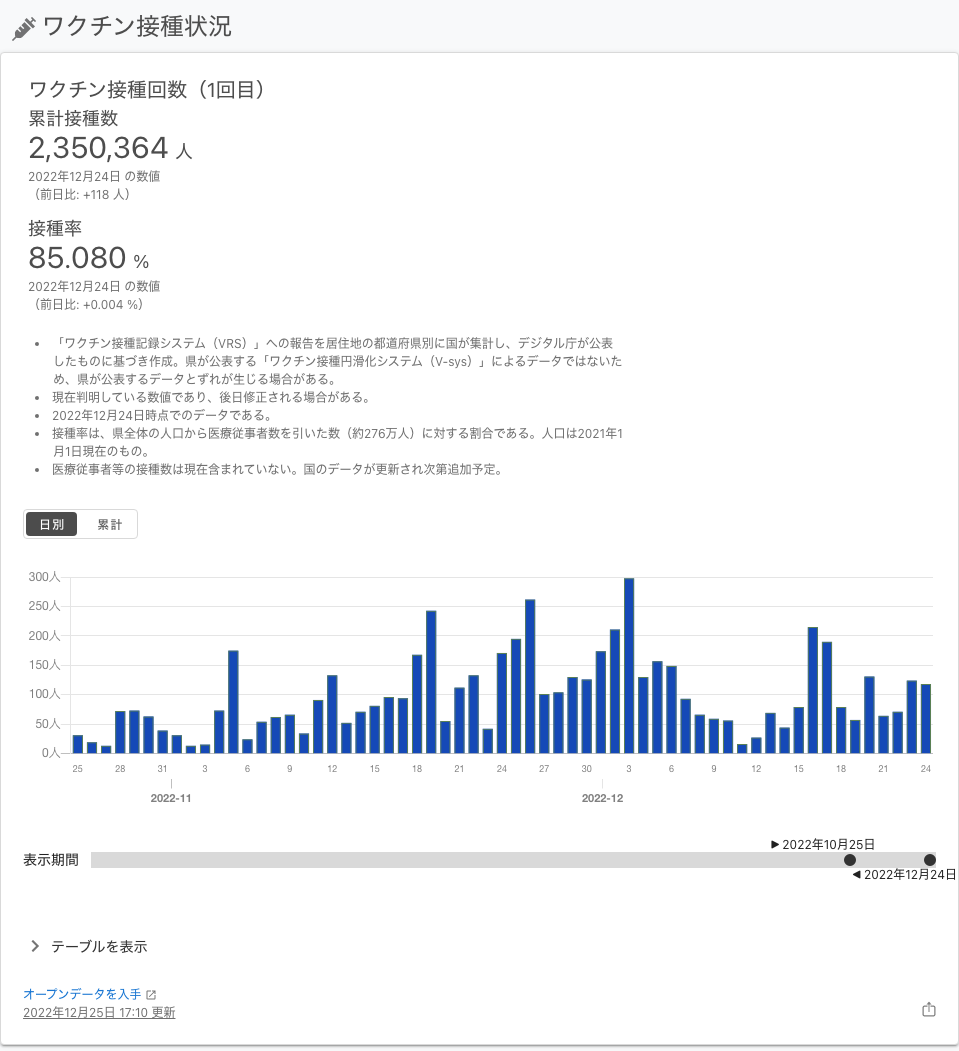 ワクチン接種状況
ワクチン接種回数（1回目）
累計接種数
2,350,364 人
2022年12月24日 の数値
（前日比: +118 人）
接種率
85.080 %
2022年12月24日 の数値
（前日比: +0.004 %）
• 「ワクチン接種記録システム（VRS）」への報告を居住地の都道府県別に国が集計し、デジタル庁が公表
したものに基づき作成。県が公表する「ワクチン接種円滑化システム（V-sys）」によるデータではないた
め、県が公表するデータとずれが生じる場合がある。
• 現在判明している数値であり、後日修正される場合がある。
• 2022年12月24日時点でのデータである。
• 接種率は、県全体の人口から医療従事者数を引いた数（約276万人）に対する割合である。人口は2021年1
月1日現在のもの。
• 医療従事者等の接種数は現在含まれていない。国のデータが更新され次第追加予定。
日別 累計
300人
250人
200人
150人
100人
50人
0人
25 28 31 3 6 9 12 15 18 21 24 27 30 3 6 9 12 15 18 21 24
2022-11 2022-12
▶ 2022年10月25日
表示期間
◀ 2022年12月24日
テーブルを表示
オープンデータを入手
2022年12月25日 17:10 更新